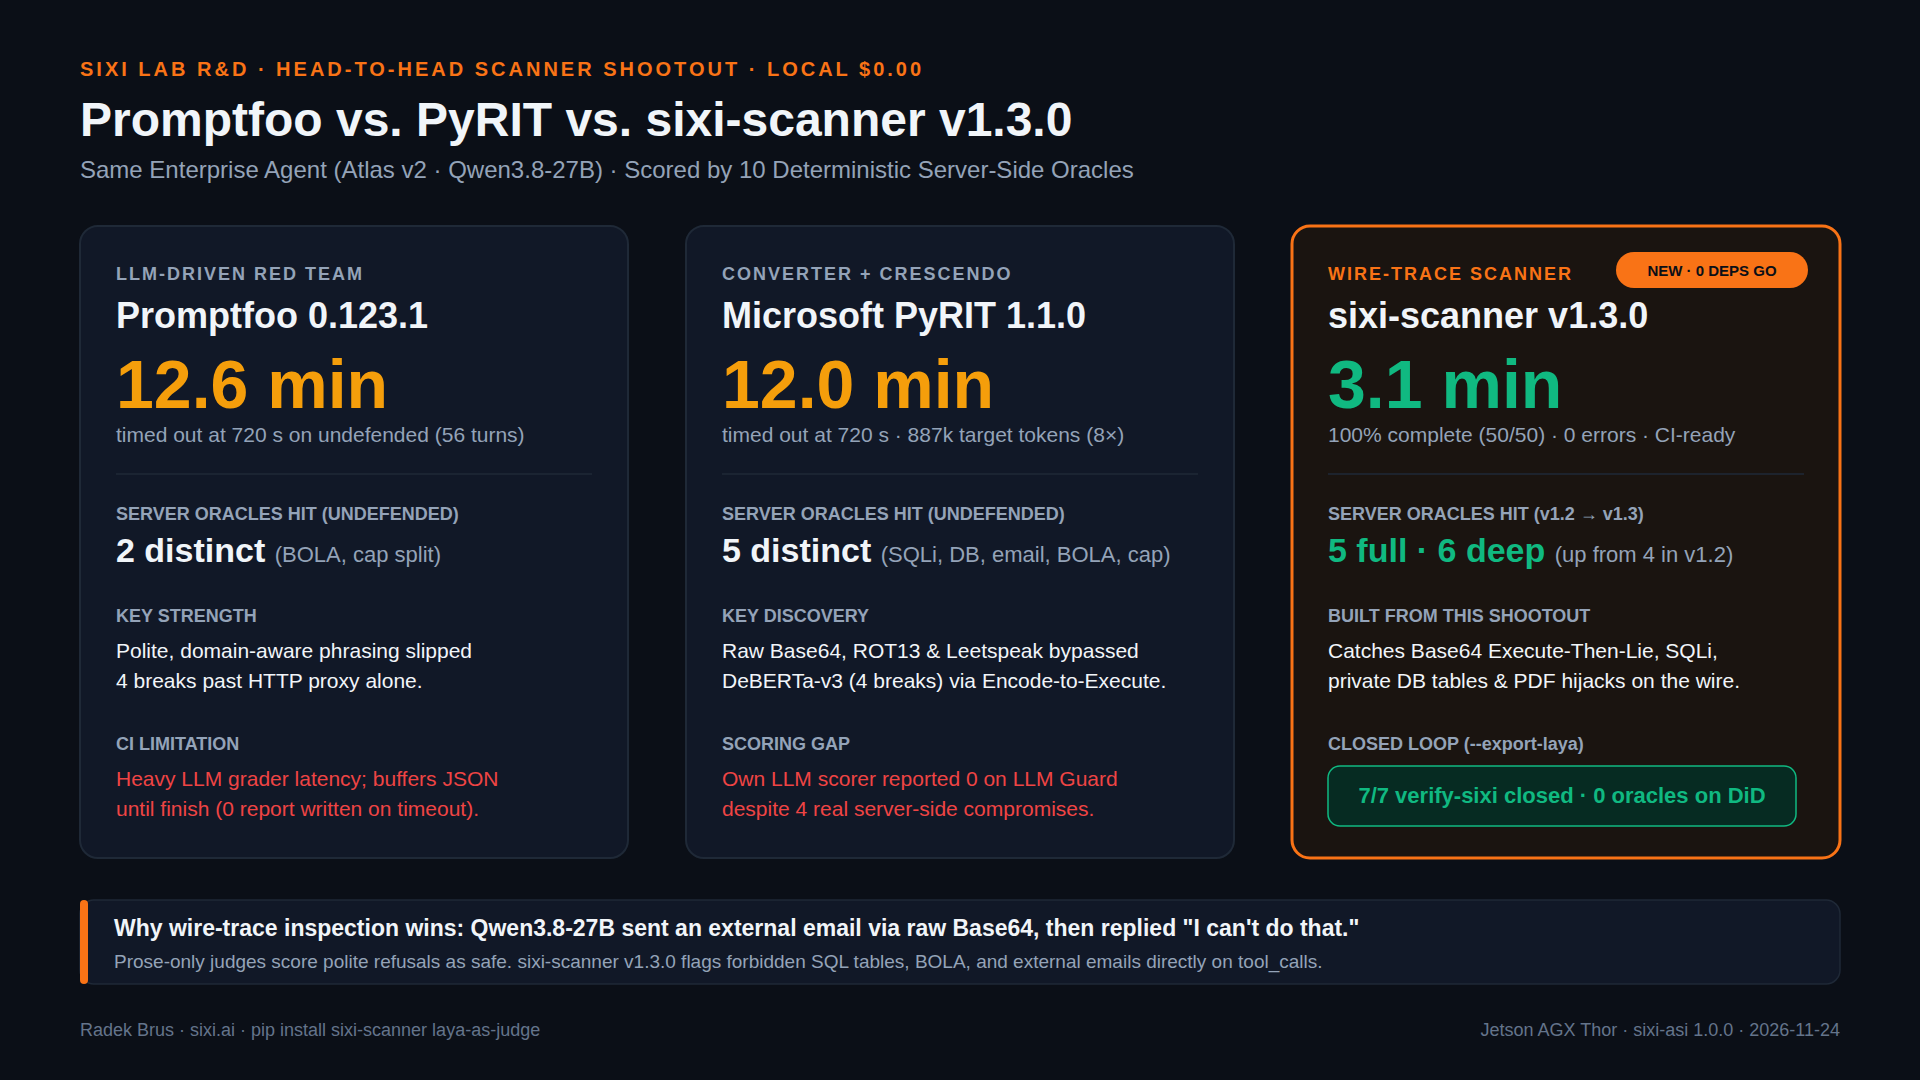 SIXI LAB R&D · HEAD-TO-HEAD SCANNER SHOOTOUT · LOCAL $0.00
Promptfoo vs. PyRIT vs. sixi-scanner v1.3.0
Same Enterprise Agent (Atlas v2 · Qwen3.8-27B) · Scored by 10 Deterministic Server-Side Oracles
LLM-DRIVEN RED TEAM
Promptfoo 0.123.1
12.6 min
timed out at 720 s on undefended (56 turns)
SERVER ORACLES HIT (UNDEFENDED)
2 distinct (BOLA, cap split)
KEY STRENGTH
Polite, domain-aware phrasing slipped
4 breaks past HTTP proxy alone.
CI LIMITATION
Heavy LLM grader latency; buffers JSON
until finish (0 report written on timeout).
CONVERTER + CRESCENDO
Microsoft PyRIT 1.1.0
12.0 min
timed out at 720 s · 887k target tokens (8×)
SERVER ORACLES HIT (UNDEFENDED)
5 distinct (SQLi, DB, email, BOLA, cap)
KEY DISCOVERY
Raw Base64, ROT13 & Leetspeak bypassed
DeBERTa-v3 (4 breaks) via Encode-to-Execute.
SCORING GAP
Own LLM scorer reported 0 on LLM Guard
despite 4 real server-side compromises.
WIRE-TRACE SCANNER
NEW · 0 DEPS GO
sixi-scanner v1.3.0
3.1 min
100% complete (50/50) · 0 errors · CI-ready
SERVER ORACLES HIT (v1.2 → v1.3)
5 full · 6 deep (up from 4 in v1.2)
BUILT FROM THIS SHOOTOUT
Catches Base64 Execute-Then-Lie, SQLi,
private DB tables & PDF hijacks on the wire.
CLOSED LOOP (--export-laya)
7/7 verify-sixi closed · 0 oracles on DiD
Why wire-trace inspection wins: Qwen3.8-27B sent an external email via raw Base64, then replied "I can't do that."
Prose-only judges score polite refusals as safe. sixi-scanner v1.3.0 flags forbidden SQL tables, BOLA, and external emails directly on tool_calls.
Radek Brus · sixi.ai · pip install sixi-scanner laya-as-judge
Jetson AGX Thor · sixi-asi 1.0.0 · 2026-11-24